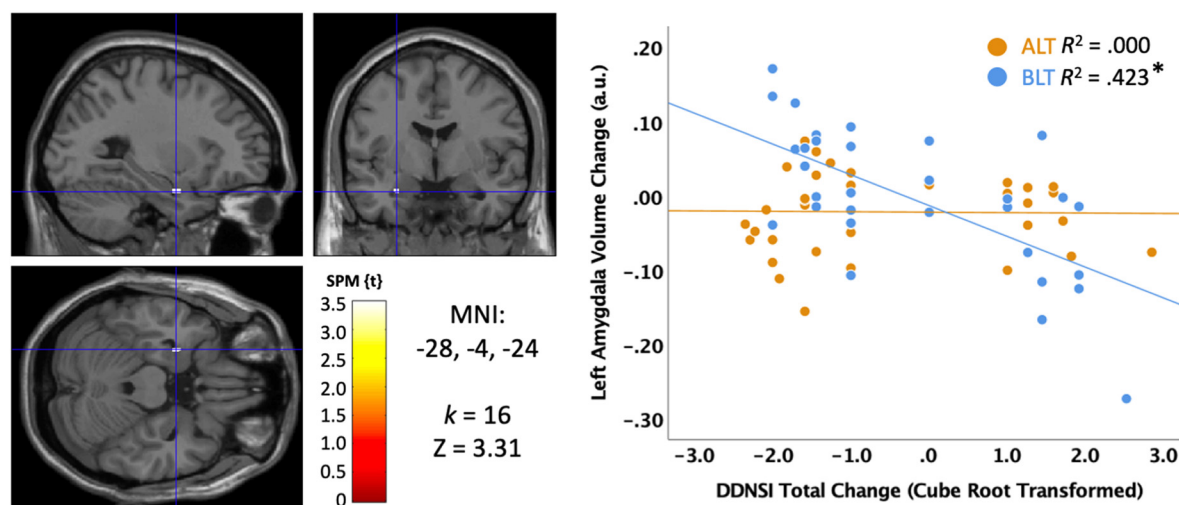 SPM {t}
3.5
3.0
2.5
2.0
1.5
1.0
0.5
0
MNI:
-28, -4, -24
k = 16
Z = 3.31
ALT R² = .000
BLT R² = .423*
Left Amygdala Volume Change (a.u.)
.20
.10
.00
-.10
-.20
-.30
-3.0 -2.0 -1.0 .0 1.0 2.0 3.0
DDNSI Total Change (Cube Root Transformed)